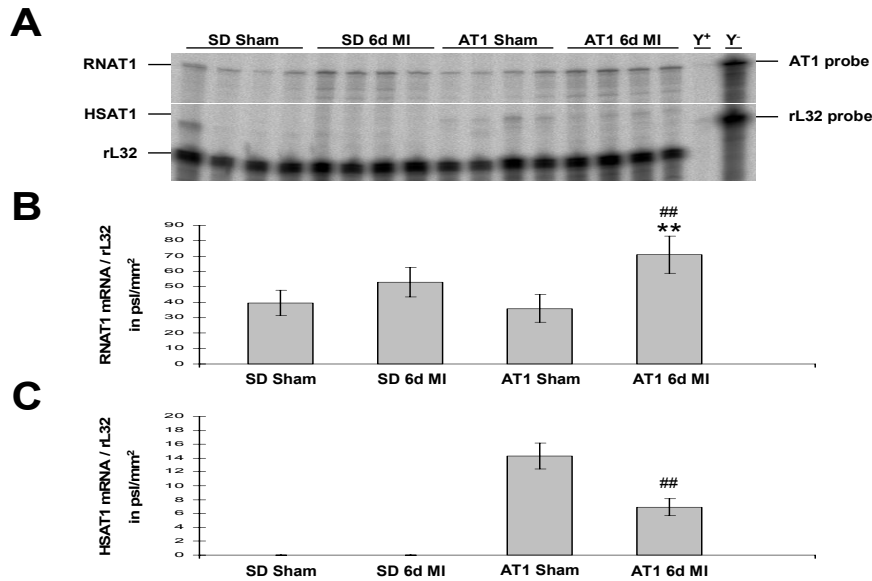 A
SD Sham SD 6d MI AT1 Sham AT1 6d MI Y+ Y-
RNAT1 AT1 probe
HSAT1 rL32 probe
rL32
B
RNAT1 mRNA / rL32
in psl/mm²
90
80
70
60
50
40
30
20
10
0
##
**
SD Sham SD 6d MI AT1 Sham AT1 6d MI
C
HSAT1 mRNA / rL32
in psl/mm²
20
18
16
14
12
10
8
6
4
2
0
##
SD Sham SD 6d MI AT1 Sham AT1 6d MI